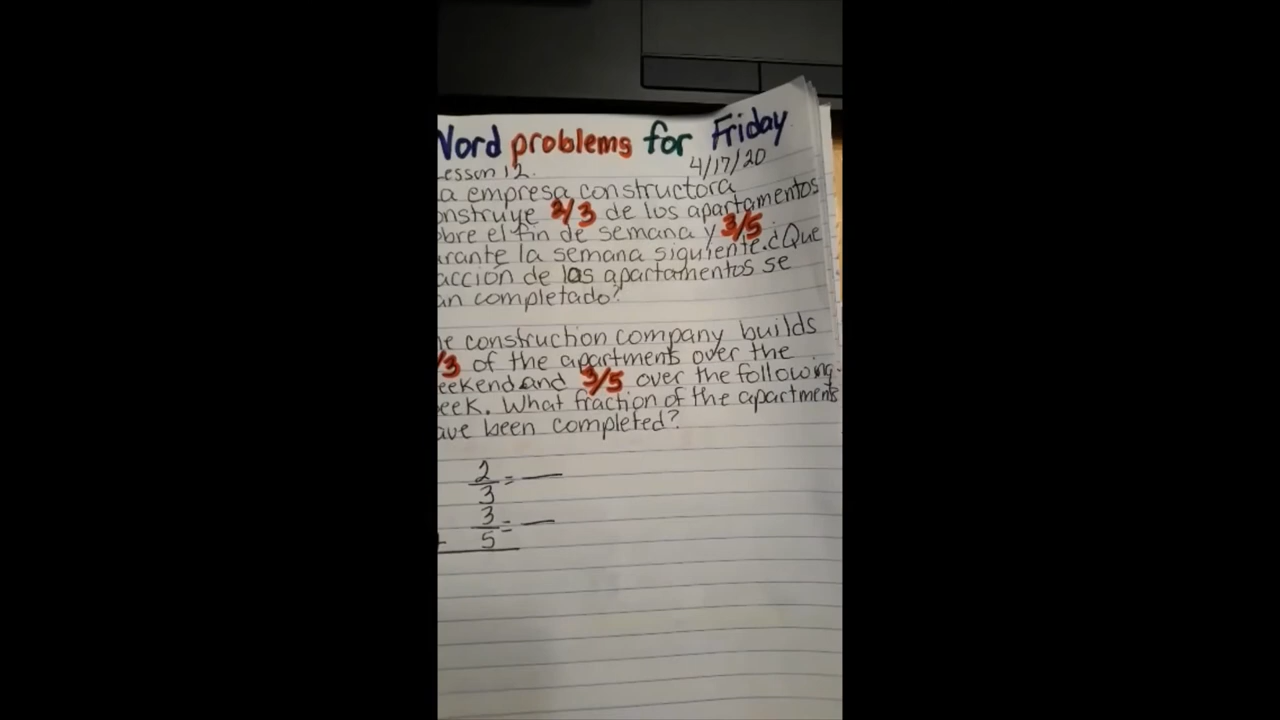 Word problems for Friday
Lesson 12. 4/17/20
a empresa constructora
onstruye 2/3 de los apartamentos
obre el fin de semana y 3/5
urante la semana siguiente. ¿Que
acción de los apartamentos se
an completado?
e construction company builds
/3 of the apartments over the
eekend and 3/5 over the following
eek. What fraction of the apartments
ave been completed?
2/3 = __
+ 3/5 = __